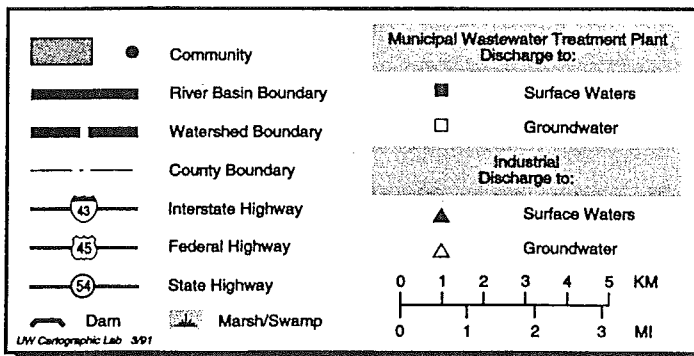 Community
River Basin Boundary
Watershed Boundary
County Boundary
43 Interstate Highway
45 Federal Highway
54 State Highway
Dam Marsh/Swamp
UW Cartographic Lab 3/91
Municipal Wastewater Treatment Plant
Discharge to:
Surface Waters
Groundwater
Industrial
Discharge to:
Surface Waters
Groundwater
0 1 2 3 4 5 KM
0 1 2 3 MI